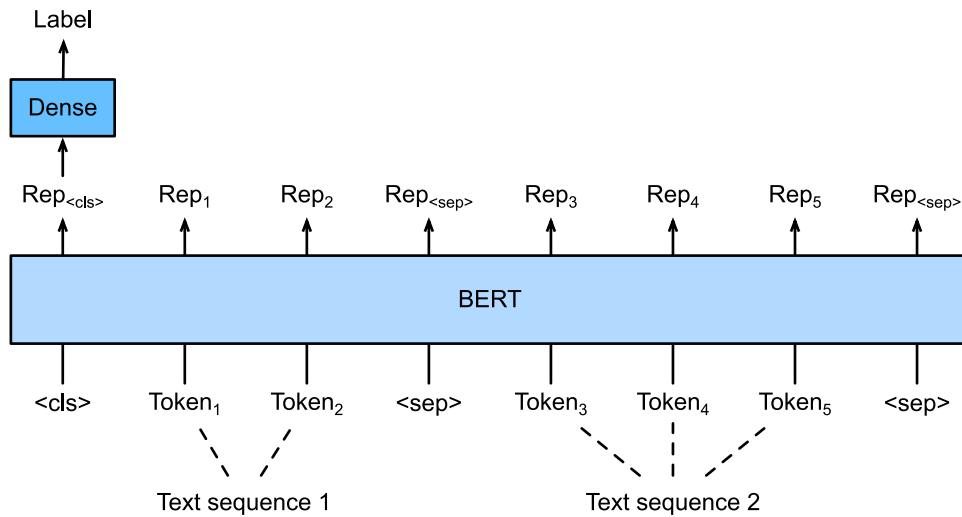 Label
Dense
Rep<cls> Rep1 Rep2 Rep<sep> Rep3 Rep4 Rep5 Rep<sep>
BERT
<cls> Token1 Token2 <sep> Token3 Token4 Token5 <sep>
Text sequence 1 Text sequence 2